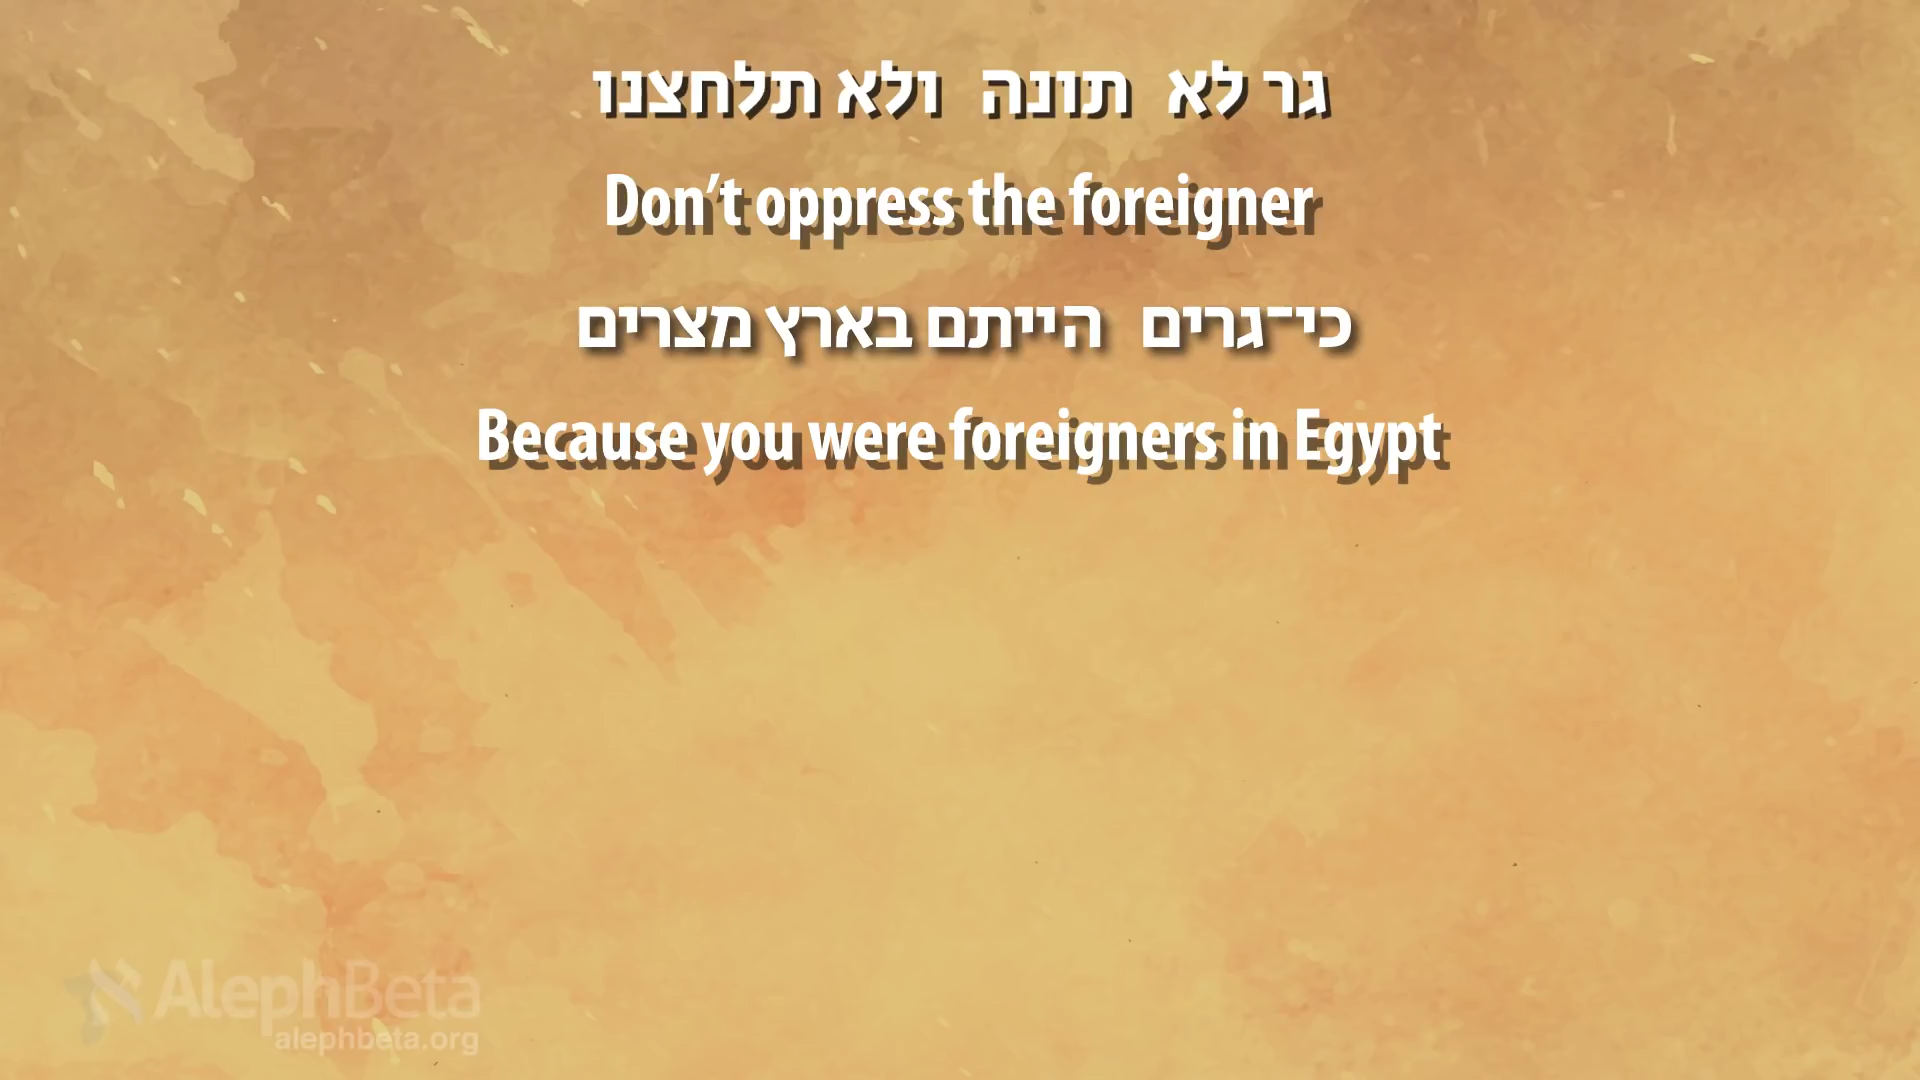 גר לא תונה ולא תלחצנו
Don't oppress the foreigner
כי־גרים הייתם בארץ מצרים
Because you were foreigners in Egypt
AlephBeta
alephbeta.org